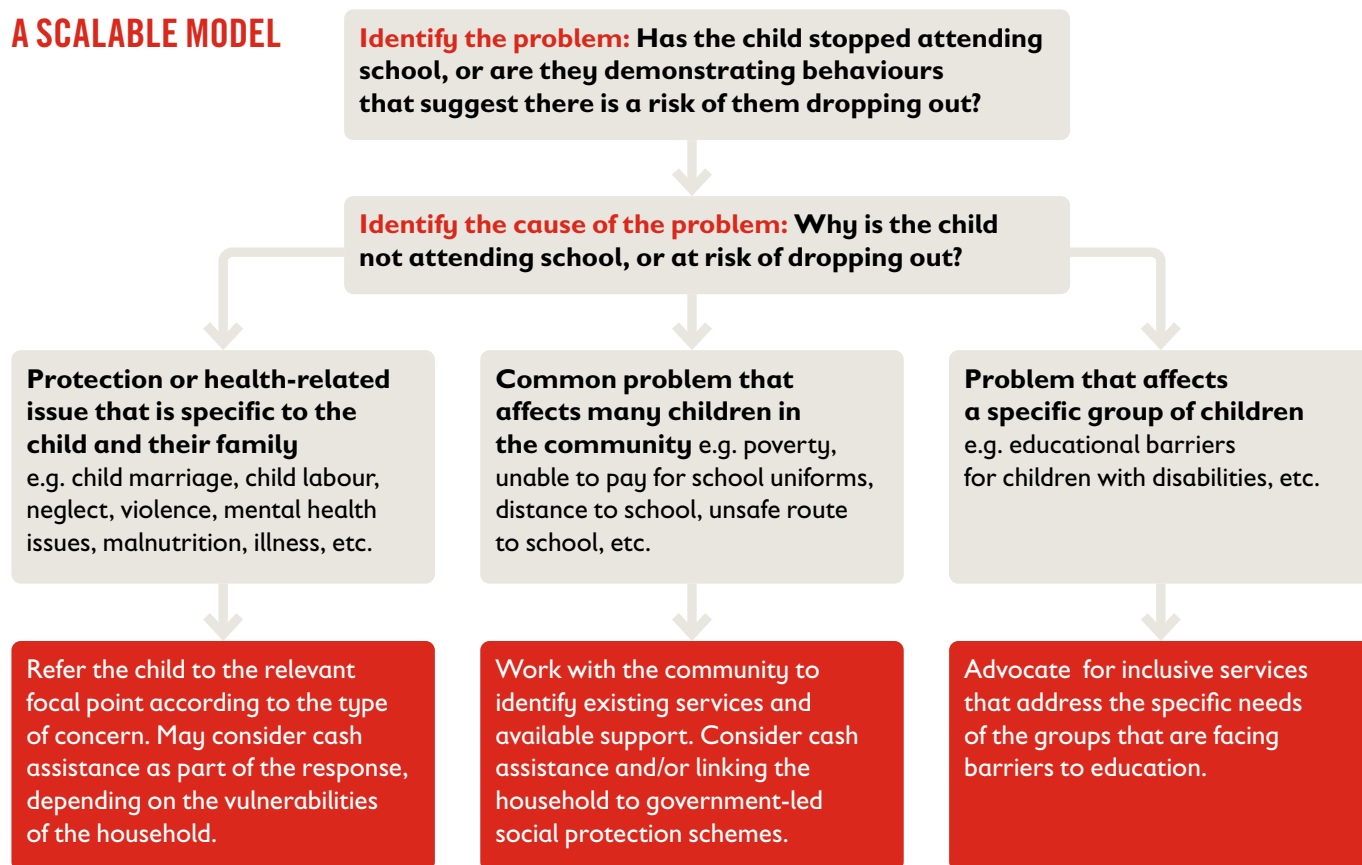 A SCALABLE MODEL
Identify the problem: Has the child stopped attending
school, or are they demonstrating behaviours
that suggest there is a risk of them dropping out?
Identify the cause of the problem: Why is the child
not attending school, or at risk of dropping out?
Protection or health-related
issue that is specific to the
child and their family
e.g. child marriage, child labour,
neglect, violence, mental health
issues, malnutrition, illness, etc.
Common problem that
affects many children in
the community e.g. poverty,
unable to pay for school uniforms,
distance to school, unsafe route
to school, etc.
Problem that affects
a specific group of children
e.g. educational barriers
for children with disabilities, etc.
Refer the child to the relevant
focal point according to the type
of concern. May consider cash
assistance as part of the response,
depending on the vulnerabilities
of the household.
Work with the community to
identify existing services and
available support. Consider cash
assistance and/or linking the
household to government-led
social protection schemes.
Advocate for inclusive services
that address the specific needs
of the groups that are facing
barriers to education.